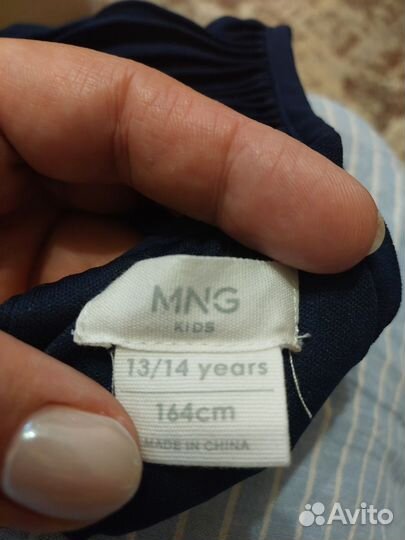 MNG
KIDS
13/14 years
164cm
MADE IN CHINA
Avito